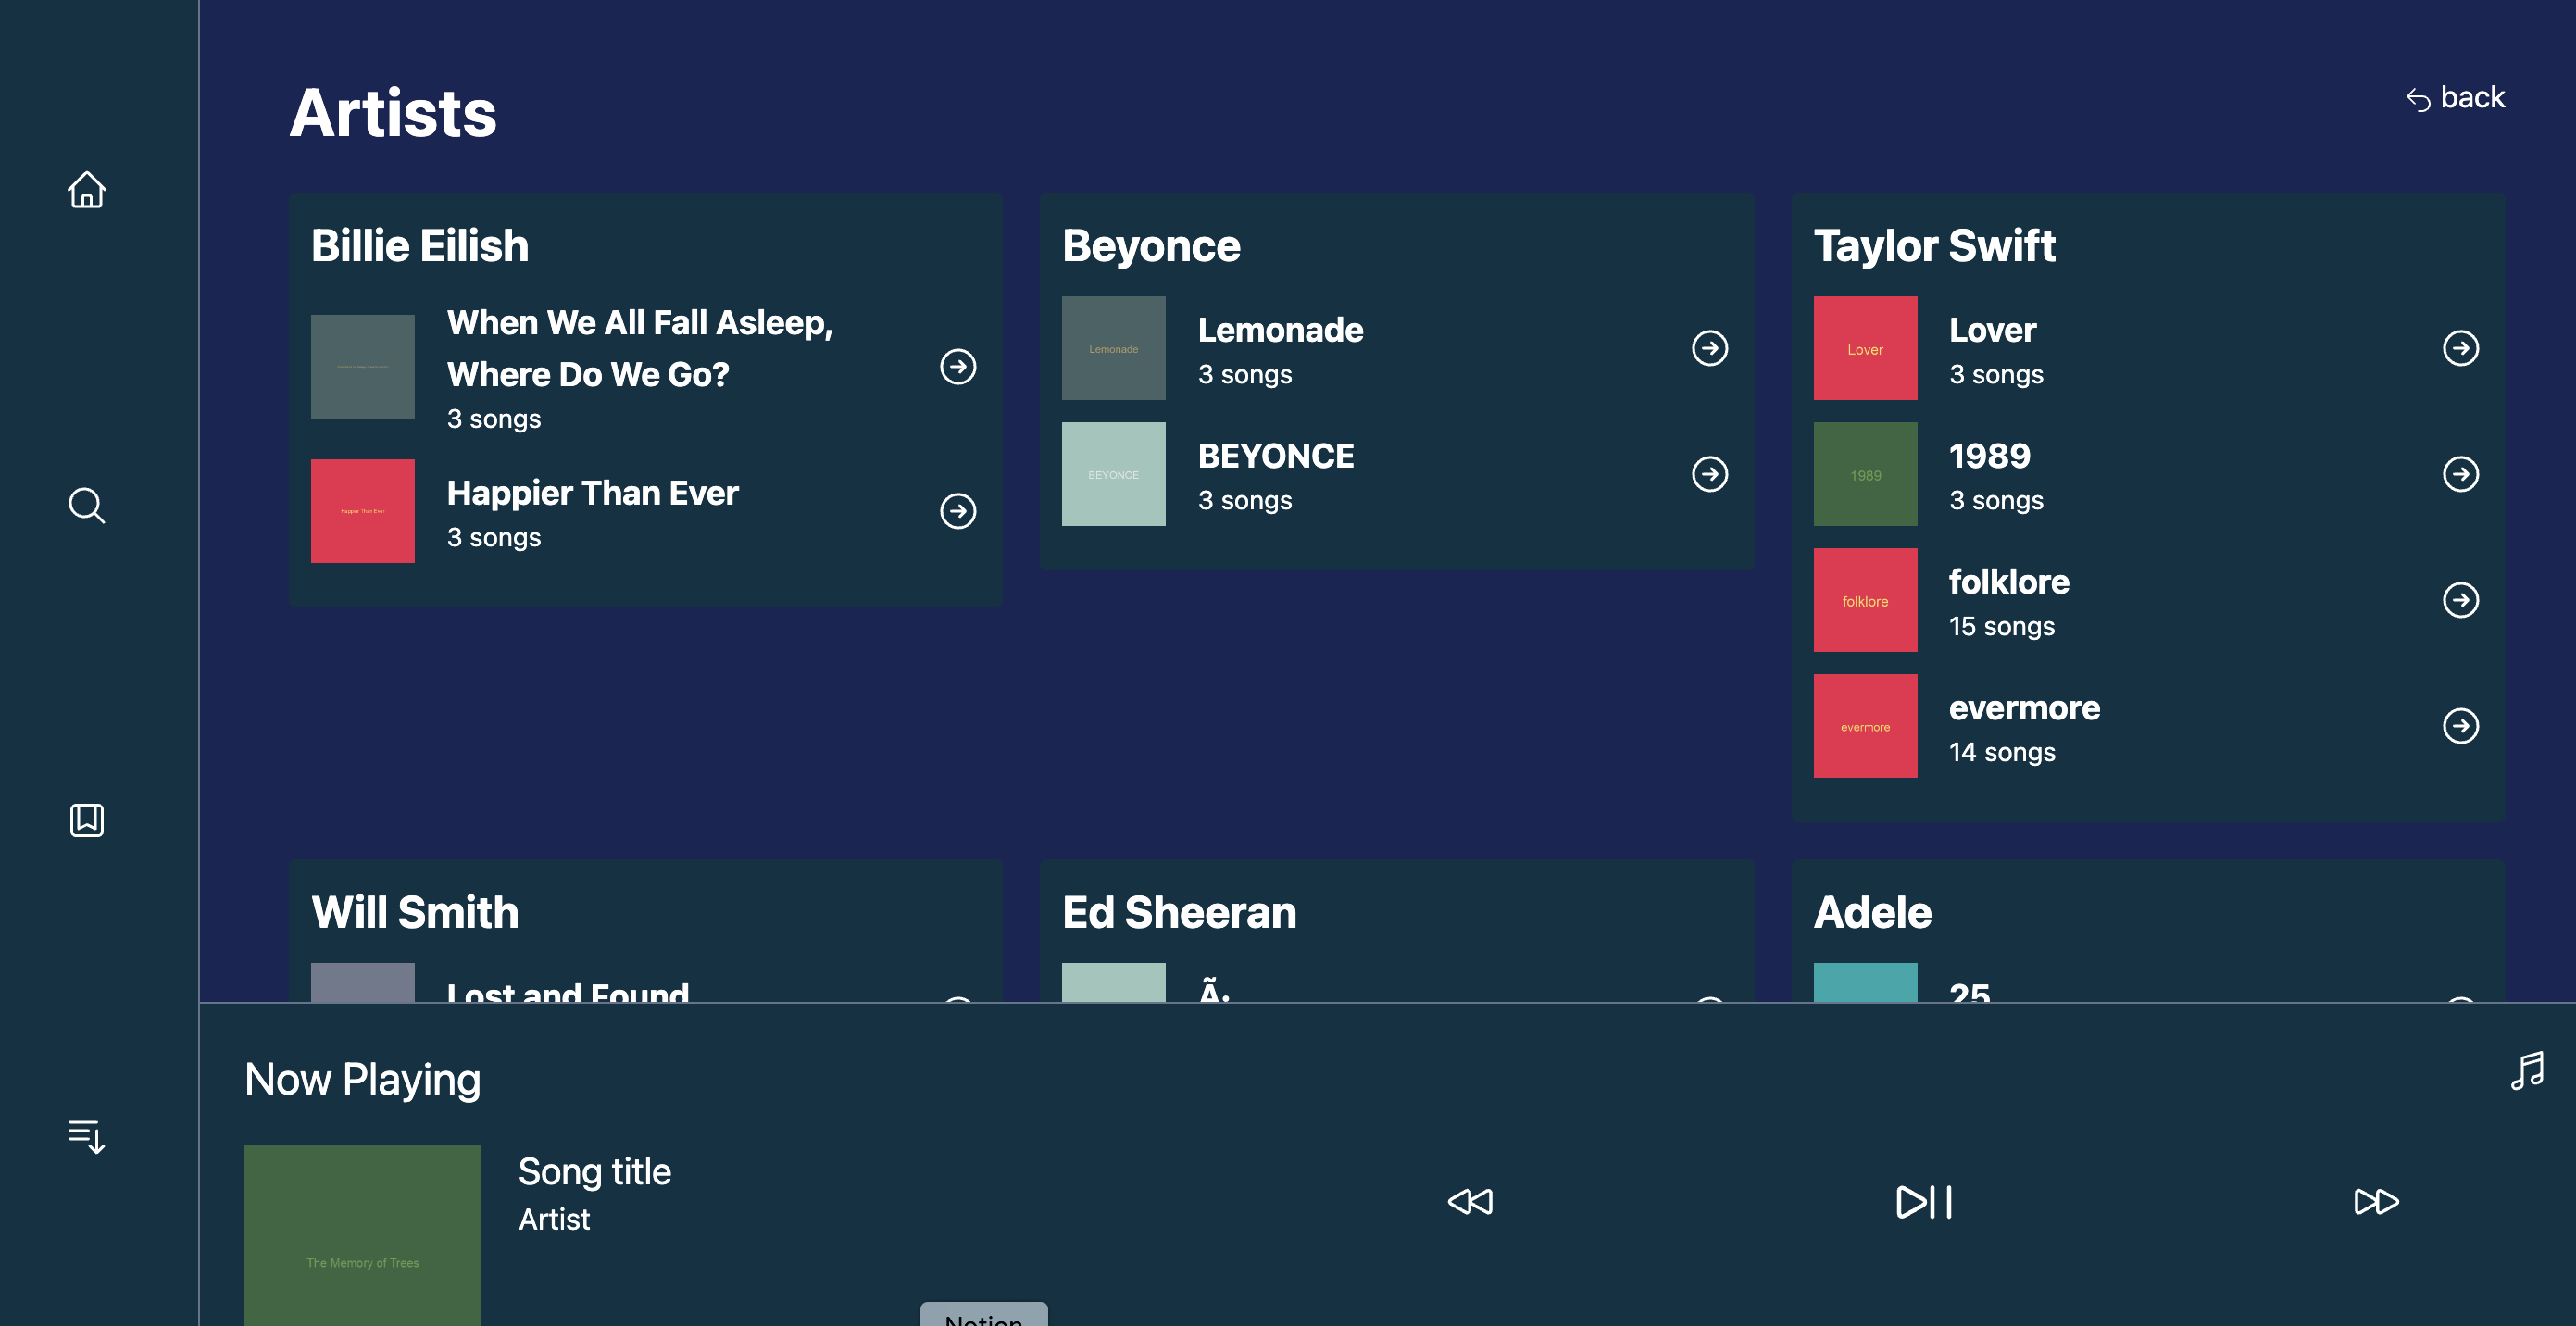 Artists
back
Billie Eilish
When We All Fall Asleep,
Where Do We Go?
3 songs
Happier Than Ever
Happier Than Ever
3 songs
Beyonce
Lemonade
Lemonade
3 songs
BEYONCE
BEYONCE
3 songs
Taylor Swift
Lover
Lover
3 songs
1989
1989
3 songs
folklore
folklore
15 songs
evermore
evermore
14 songs
Will Smith
Lost and Found
Ed Sheeran
Adele
25
Now Playing
Song title
Artist
The Memory of Trees
Notion